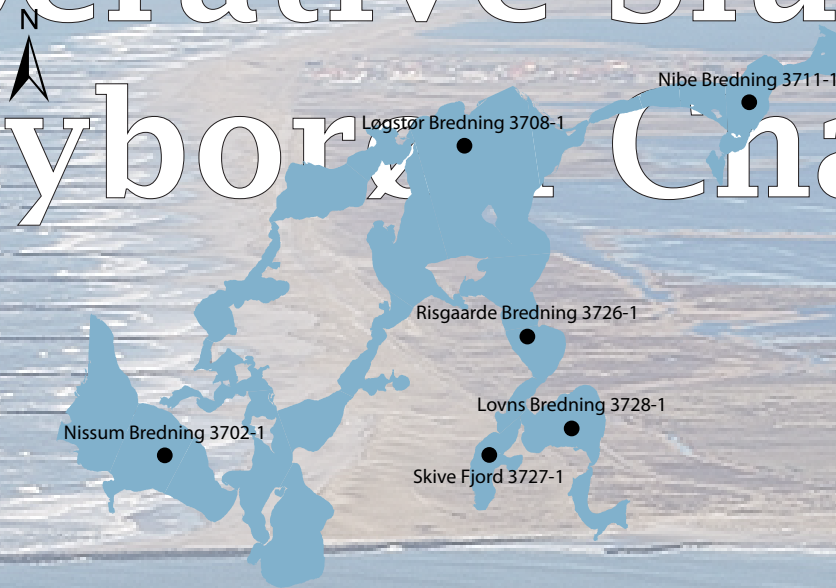 N
Nibe Bredning 3711-1
Løgstør Bredning 3708-1
Risgaarde Bredning 3726-1
Lovns Bredning 3728-1
Nissum Bredning 3702-1
Skive Fjord 3727-1